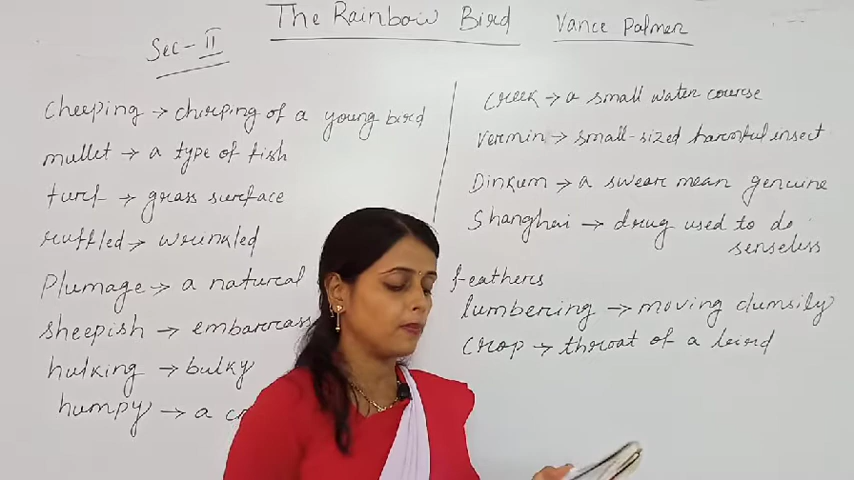 The Rainbow Bird
Vance Palmer
Sec-II
cheeping → chirping of a young bird
mullet → a type of fish
turf → grass surface
ruffled → wrinkled
Plumage → a natural feathers
sheepish → embarrass
hulking → bulky
humpy → a
creek → a small water course
vermin → small-sized harmful insect
Dinkum → a swear mean genuine
Shanghai → drug used to do
senseless
lumbering → moving clumsily
crop → throat of a bird